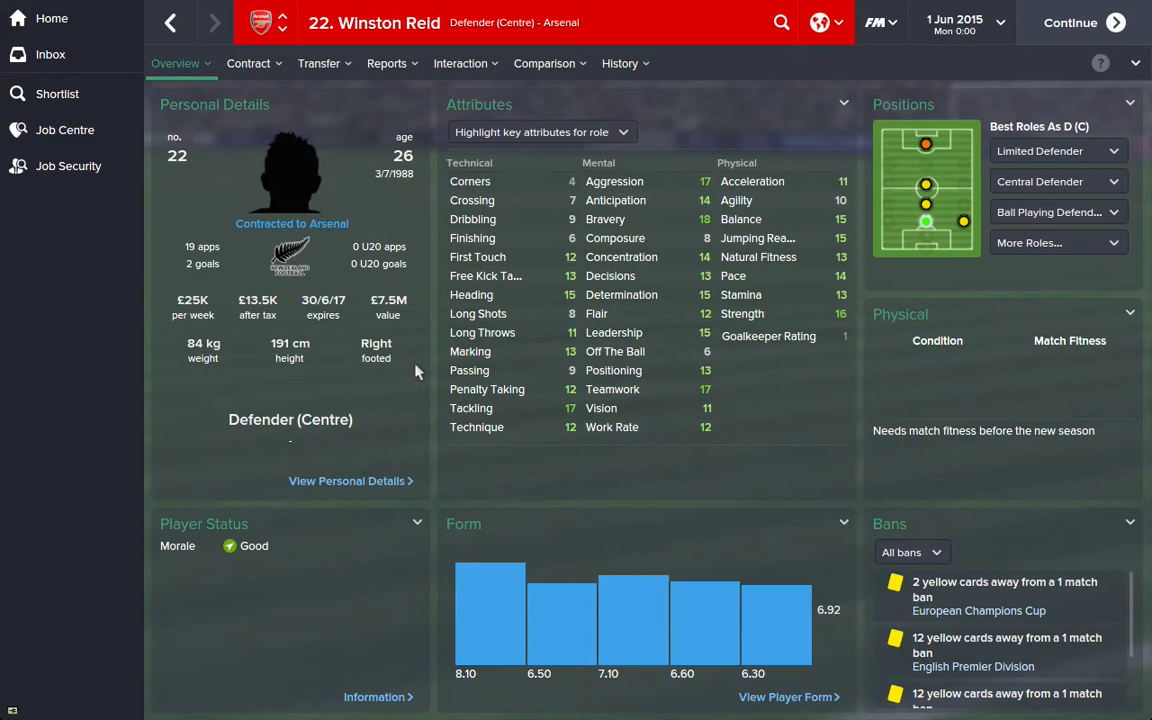 Home
Inbox
Shortlist
Job Centre
Job Security
22. Winston Reid
Defender (Centre) - Arsenal
FM
1 Jun 2015
Mon 0:00
Continue
Overview
Contract
Transfer
Reports
Interaction
Comparison
History
?
Personal Details
no.
22
age
26
3/7/1988
Contracted to Arsenal
19 apps
2 goals
NEW ZEALAND
FOOTBALL
0 U20 apps
0 U20 goals
£25K
per week
£13.5K
after tax
30/6/17
expires
£7.5M
value
84 kg
weight
191 cm
height
Right
footed
Defender (Centre)
-
View Personal Details >
Attributes
Highlight key attributes for role
Technical
Corners 4
Crossing 7
Dribbling 9
Finishing 6
First Touch 12
Free Kick Ta... 13
Heading 15
Long Shots 8
Long Throws 11
Marking 13
Passing 9
Penalty Taking 12
Tackling 17
Technique 12
Mental
Aggression 17
Anticipation 14
Bravery 18
Composure 8
Concentration 14
Decisions 13
Determination 15
Flair 12
Leadership 15
Off The Ball 6
Positioning 13
Teamwork 17
Vision 11
Work Rate 12
Physical
Acceleration 11
Agility 10
Balance 15
Jumping Rea... 15
Natural Fitness 13
Pace 14
Stamina 13
Strength 16
Goalkeeper Rating 1
Positions
Best Roles As D (C)
Limited Defender
Central Defender
Ball Playing Defend...
More Roles...
Physical
Condition
Match Fitness
Needs match fitness before the new season
Player Status
Morale
Good
Information >
Form
6.92
8.10 6.50 7.10 6.60 6.30
View Player Form >
Bans
All bans
2 yellow cards away from a 1 match
ban
European Champions Cup
12 yellow cards away from a 1 match
ban
English Premier Division
12 yellow cards away from a 1 match
ban